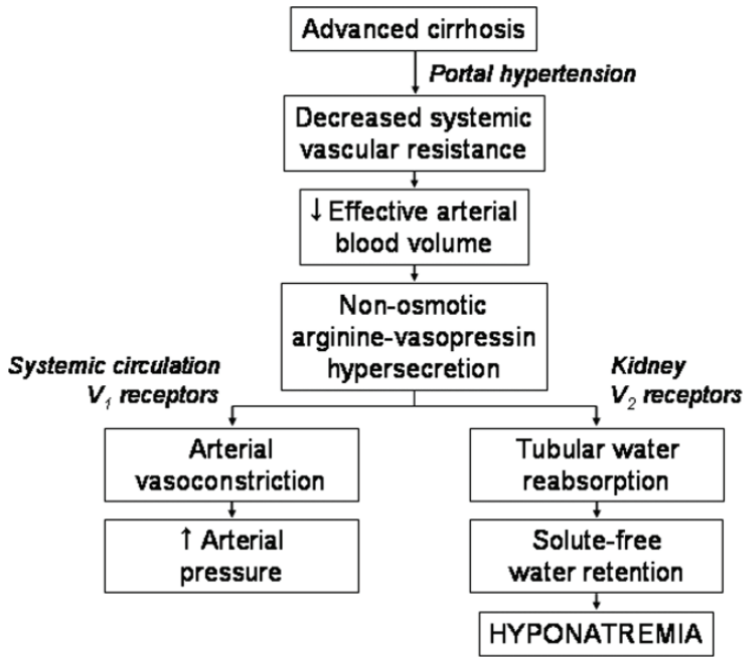 Advanced cirrhosis
Portal hypertension
Decreased systemic
vascular resistance
↓ Effective arterial
blood volume
Non-osmotic
arginine-vasopressin
hypersecretion
Systemic circulation
V1 receptors
Kidney
V2 receptors
Arterial
vasoconstriction
Tubular water
reabsorption
↑ Arterial
pressure
Solute-free
water retention
HYPONATREMIA